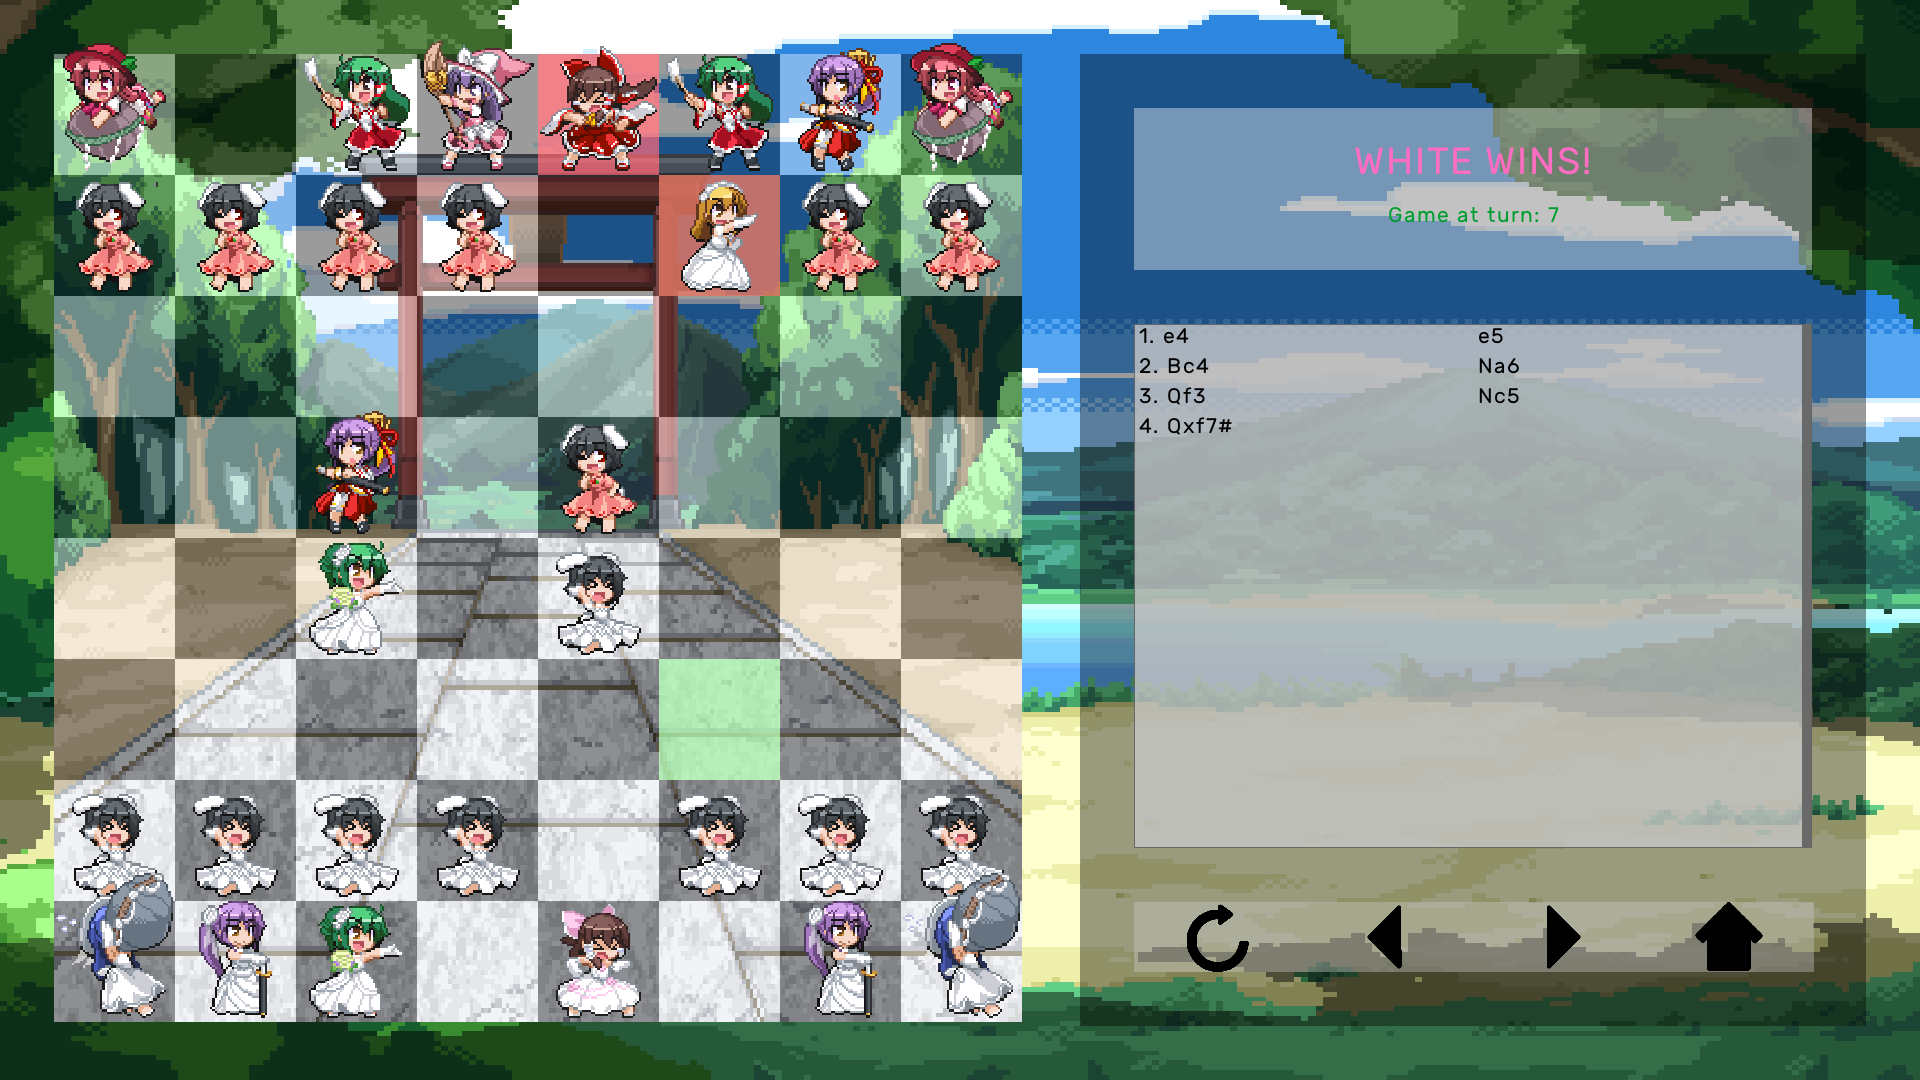 WHITE WINS!
Game at turn: 7
1. e4 e5
2. Bc4 Na6
3. Qf3 Nc5
4. Qxf7#